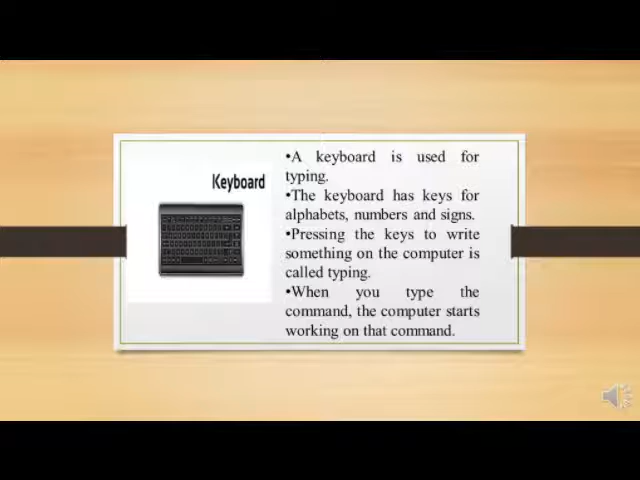 Keyboard
•A keyboard is used for
typing.
•The keyboard has keys for
alphabets, numbers and signs.
•Pressing the keys to write
something on the computer is
called typing.
•When you type the
command, the computer starts
working on that command.